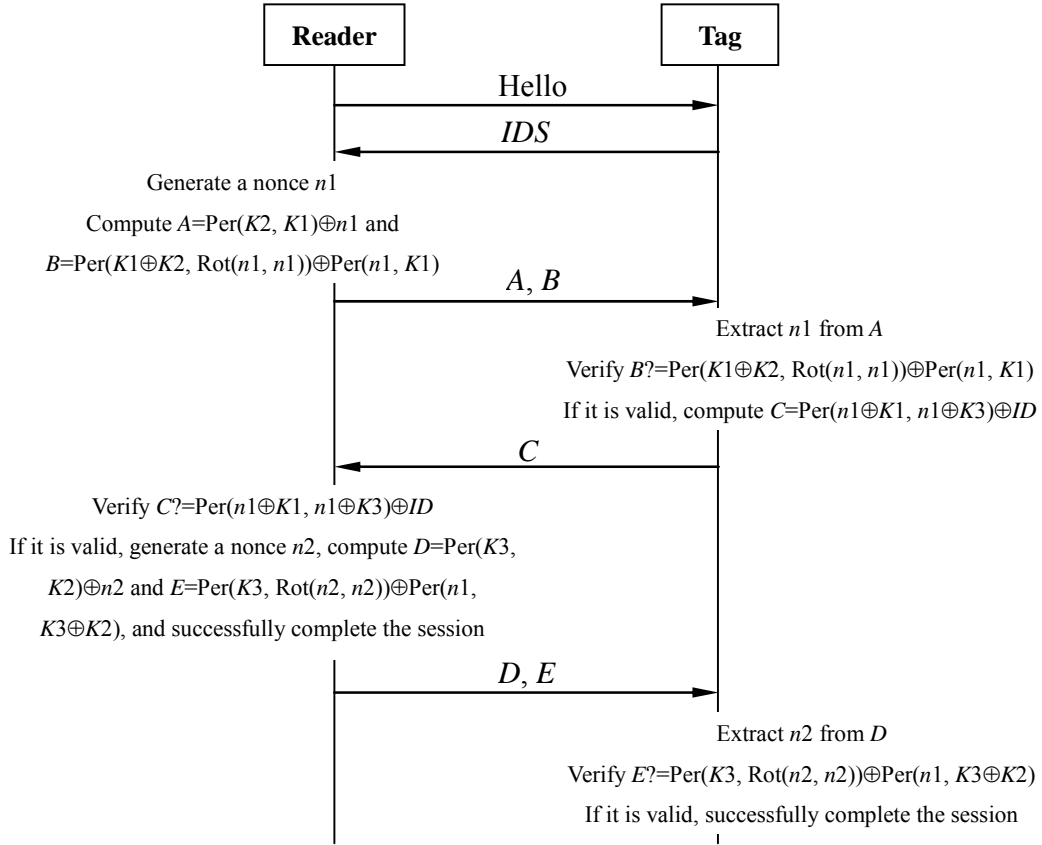 Reader
Tag
Hello
IDS
Generate a nonce n1
Compute A=Per(K2, K1)⊕n1 and
B=Per(K1⊕K2, Rot(n1, n1))⊕Per(n1, K1)
A, B
Extract n1 from A
Verify B?=Per(K1⊕K2, Rot(n1, n1))⊕Per(n1, K1)
If it is valid, compute C=Per(n1⊕K1, n1⊕K3)⊕ID
C
Verify C?=Per(n1⊕K1, n1⊕K3)⊕ID
If it is valid, generate a nonce n2, compute D=Per(K3,
K2)⊕n2 and E=Per(K3, Rot(n2, n2))⊕Per(n1,
K3⊕K2), and successfully complete the session
D, E
Extract n2 from D
Verify E?=Per(K3, Rot(n2, n2))⊕Per(n1, K3⊕K2)
If it is valid, successfully complete the session